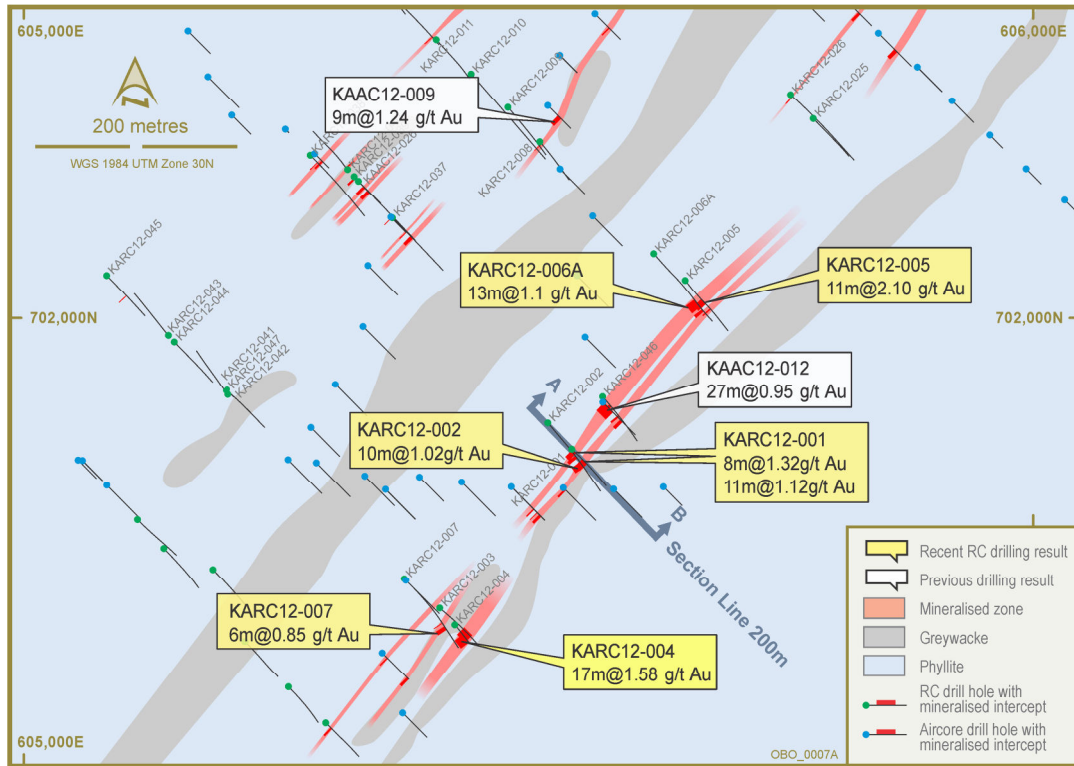 605,000E
606,000E
KARC12-011
KARC12-010
KARC12-026
KARC12-025
KAAC12-009
9m@1.24 g/t Au
200 metres
WGS 1984 UTM Zone 30N
KARC12-008
KAAC12-026
KARC12-037
KARC12-045
KARC12-006A
KARC12-005
KARC12-006A
13m@1.1 g/t Au
KARC12-005
11m@2.10 g/t Au
702,000N
702,000N
KARC12-043
KARC12-044
KARC12-041
KARC12-047
KARC12-042
KARC12-046
KARC12-002
KAAC12-012
27m@0.95 g/t Au
A
KARC12-002
10m@1.02g/t Au
KARC12-001
8m@1.32g/t Au
11m@1.12g/t Au
KARC12-001
B
Section Line 200m
KARC12-007
KARC12-003
KARC12-004
KARC12-007
6m@0.85 g/t Au
KARC12-004
17m@1.58 g/t Au
Recent RC drilling result
Previous drilling result
Mineralised zone
Greywacke
Phyllite
RC drill hole with
mineralised intercept
Aircore drill hole with
mineralised intercept
605,000E
OBO_0007A